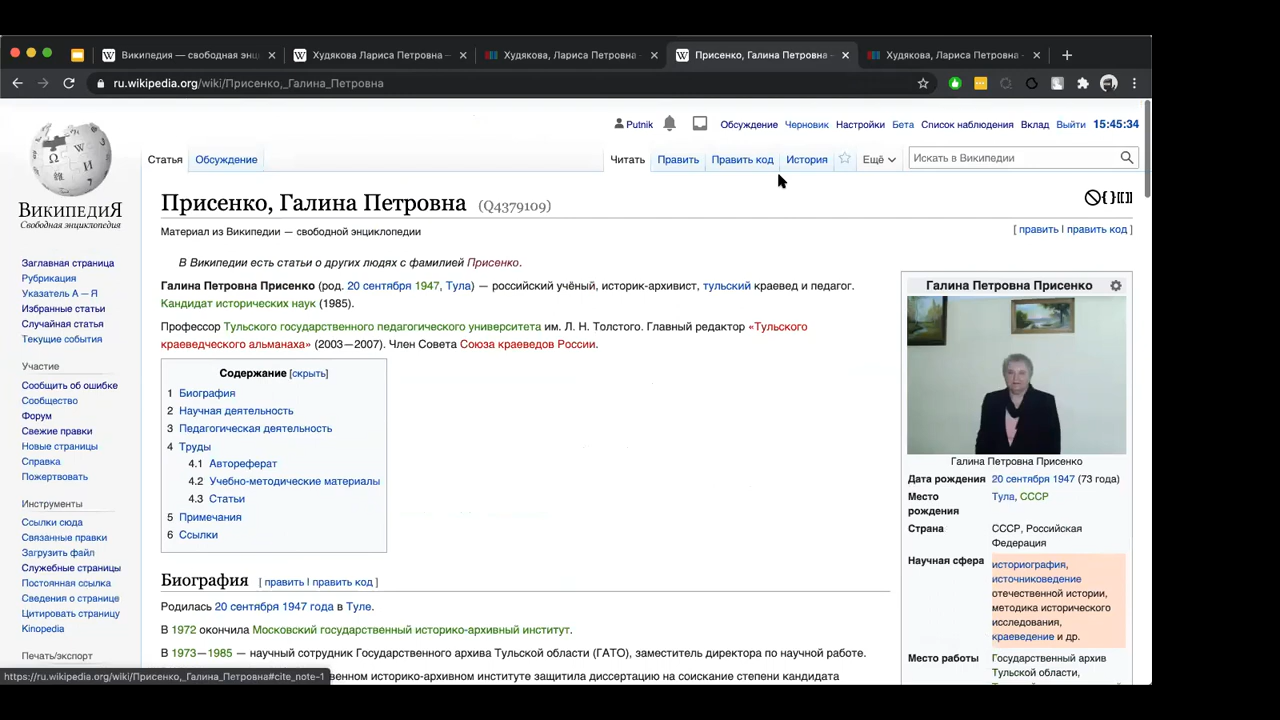 Википедия — свободная энц
Худякова Лариса Петровна –
Худякова, Лариса Петровна –
Присенко, Галина Петровна –
Худякова, Лариса Петровна –
ru.wikipedia.org/wiki/Присенко,_Галина_Петровна
Putnik Обсуждение Черновик Настройки Бета Список наблюдения Вклад Выйти 15:45:34
Статья Обсуждение Читать Править Править код История Ещё Искать в Википедии
ВИКИПЕДИЯ
Свободная энциклопедия
Присенко, Галина Петровна (Q4379109)
{ }[[]]
Материал из Википедии — свободной энциклопедии
[ править | править код ]
В Википедии есть статьи о других людях с фамилией Присенко.
Галина Петровна Присенко (род. 20 сентября 1947, Тула) — российский учёный, историк-архивист, тульский краевед и педагог.
Кандидат исторических наук (1985).
Профессор Тульского государственного педагогического университета им. Л. Н. Толстого. Главный редактор «Тульского
краеведческого альманаха» (2003—2007). Член Совета Союза краеведов России.
Содержание [скрыть]
1 Биография
2 Научная деятельность
3 Педагогическая деятельность
4 Труды
4.1 Автореферат
4.2 Учебно-методические материалы
4.3 Статьи
5 Примечания
6 Ссылки
Биография [ править | править код ]
Родилась 20 сентября 1947 года в Туле.
В 1972 окончила Московский государственный историко-архивный институт.
В 1973—1985 — научный сотрудник Государственного архива Тульской области (ГАТО), заместитель директора по научной работе.
венном историко-архивном институте защитила диссертацию на соискание степени кандидата
Заглавная страница
Рубрикация
Указатель А — Я
Избранные статьи
Случайная статья
Текущие события
Участие
Сообщить об ошибке
Сообщество
Форум
Свежие правки
Новые страницы
Справка
Пожертвовать
Инструменты
Ссылки сюда
Связанные правки
Загрузить файл
Служебные страницы
Постоянная ссылка
Сведения о странице
Цитировать страницу
Kinopedia
Печать/экспорт
Галина Петровна Присенко
Галина Петровна Присенко
Дата рождения 20 сентября 1947 (73 года)
Место рождения Тула, СССР
Страна СССР, Российская
Федерация
Научная сфера историография,
источниковедение
отечественной истории,
методика исторического
исследования,
краеведение и др.
Место работы Государственный архив
Тульской области,
https://ru.wikipedia.org/wiki/Присенко,_Галина_Петровна#cite_note-1